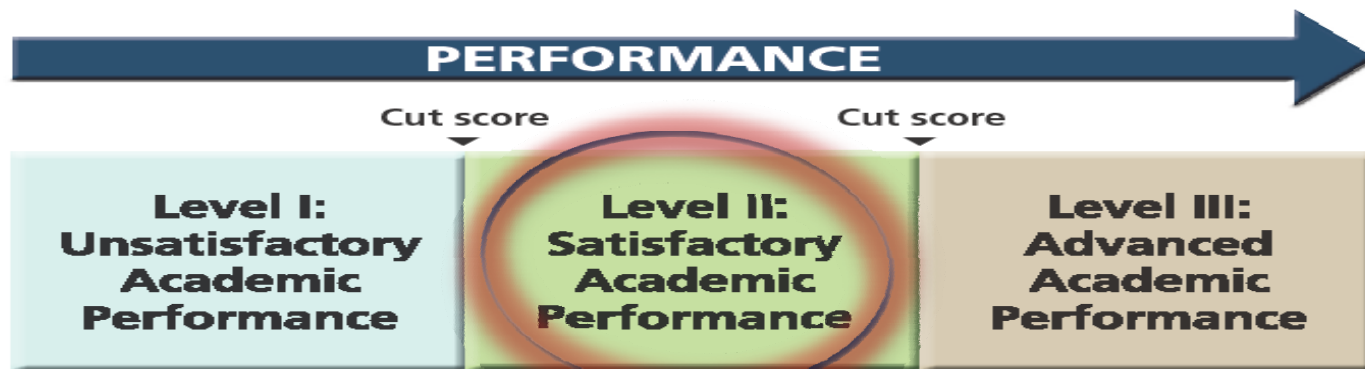 PERFORMANCE
Cut score
Cut score
Level I:
Unsatisfactory
Academic
Performance
Level II:
Satisfactory
Academic
Performance
Level III:
Advanced
Academic
Performance